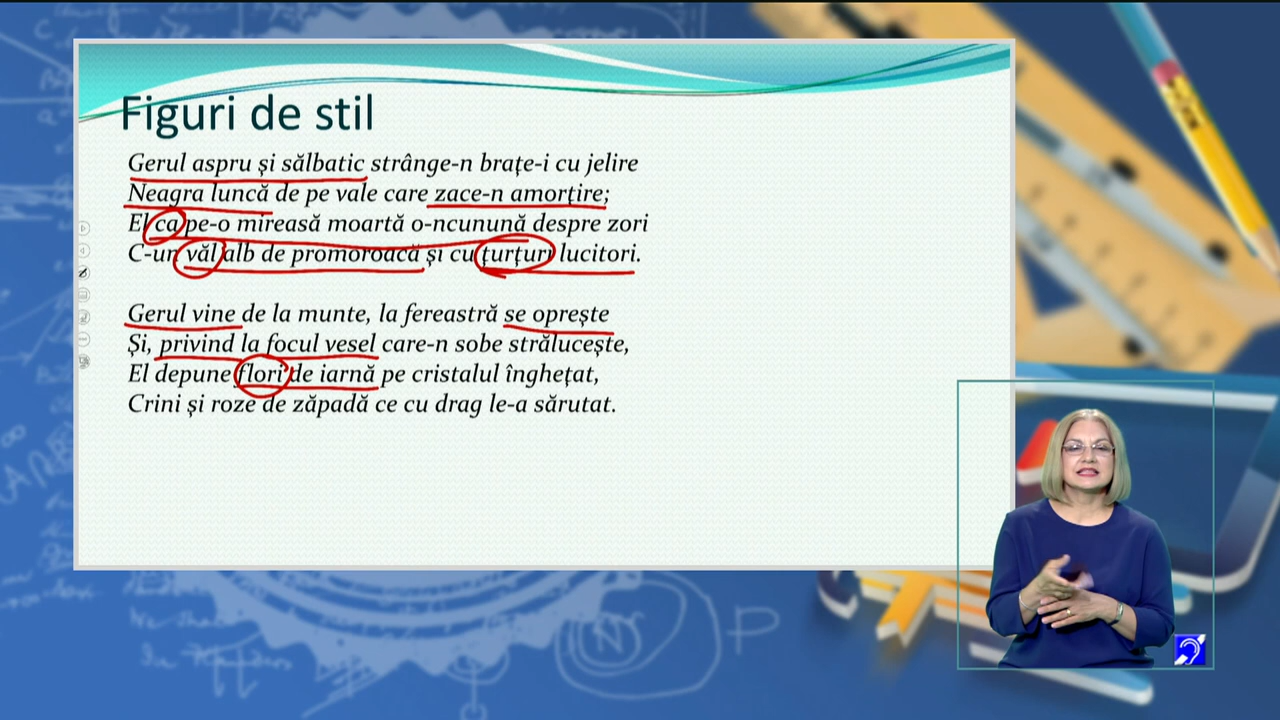 Figuri de stil
Gerul aspru și sălbatic strânge-n brațe-i cu jelire
Neagra luncă de pe vale care zace-n amorțire;
El ca pe-o mireasă moartă o-ncunună despre zori
C-un văl alb de promoroacă și cu țurțuri lucitori.
Gerul vine de la munte, la fereastră se oprește
Și, privind la focul vesel care-n sobe strălucește,
El depune flori de iarnă pe cristalul înghețat,
Crini și roze de zăpadă ce cu drag le-a sărutat.
N
P